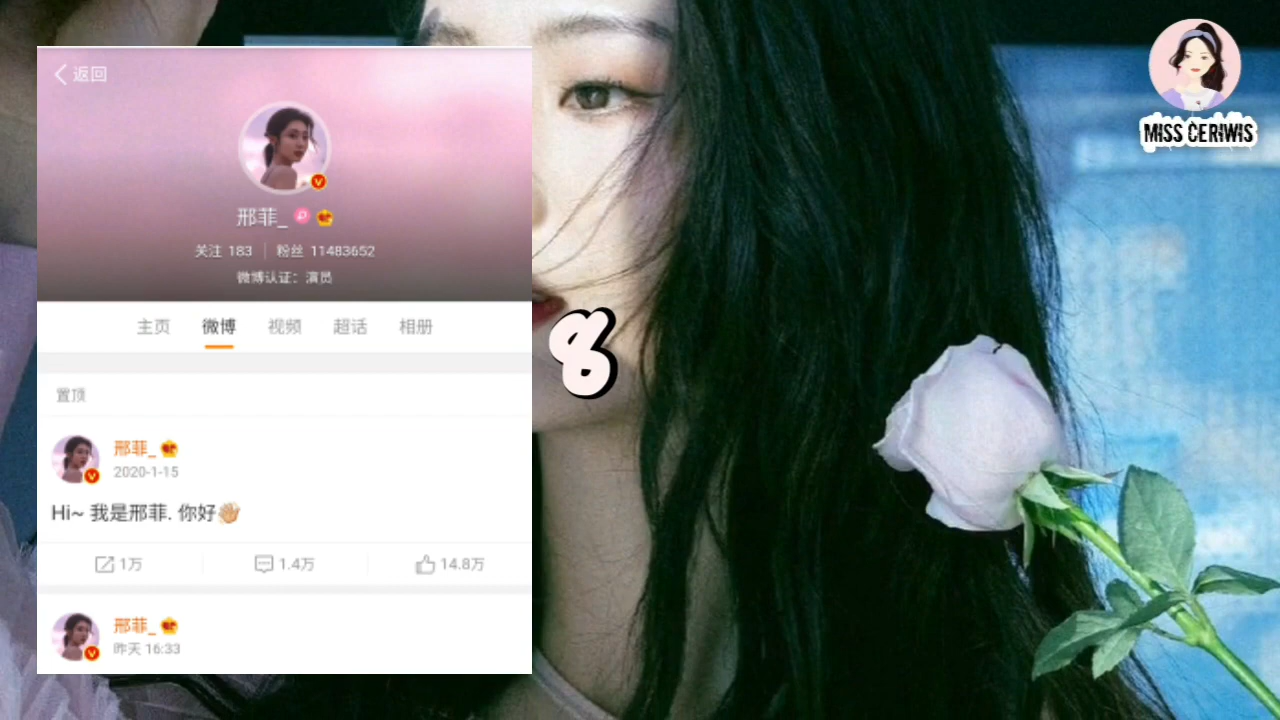 返回
邢菲_
关注 183 | 粉丝 11483652
微博认证：演员
主页 微博 视频 超话 相册
置顶
邢菲_
2020-1-15
Hi~ 我是邢菲. 你好👋
1万 1.4万 14.8万
邢菲_
昨天 16:33
8
MISS CERIWIS